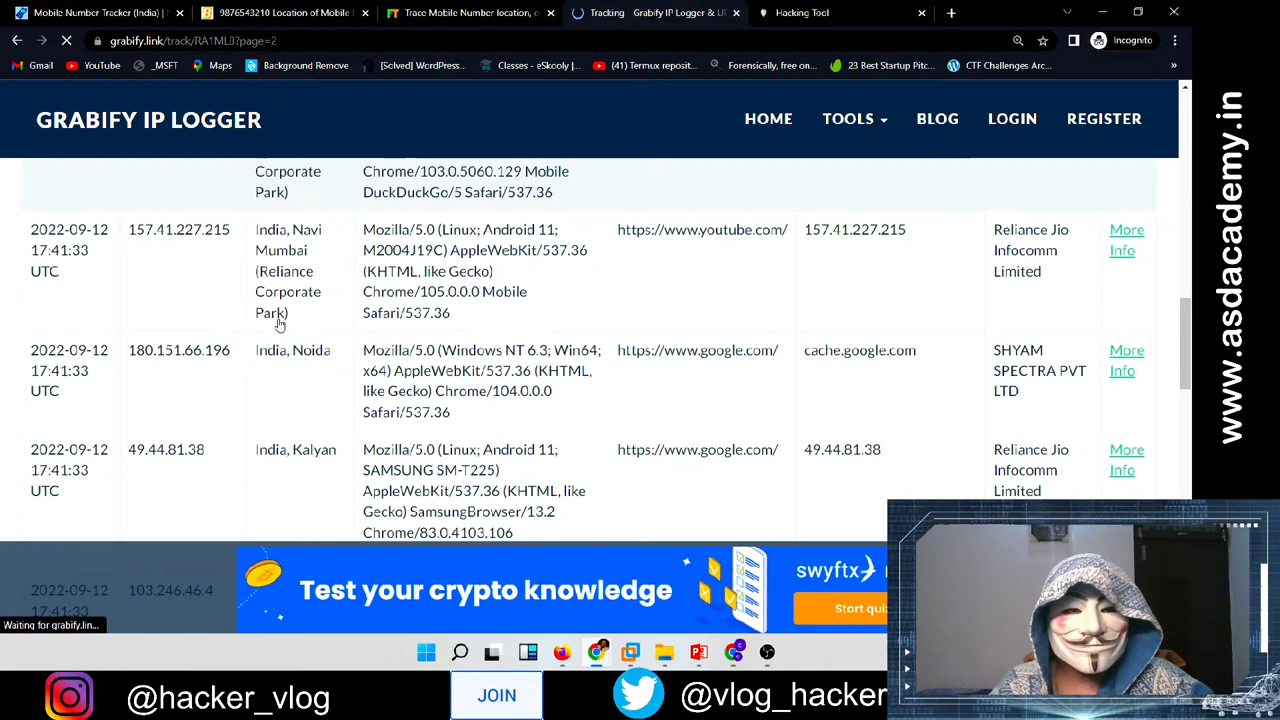 Mobile Number Tracker (India) |
9876543210 Location of Mobile
Trace Mobile Number location, o
Tracking - Grabify IP Logger & UR
Hacking Tool
grabify.link/track/RA1ML8?page=2
Incognito
Gmail
YouTube
_MSFT
Maps
Background Remove
[Solved] WordPress...
Classes - eSkooly |...
(41) Termux reposit...
Forensically, free on...
23 Best Startup Pitc...
CTF Challenges Arc...
GRABIFY IP LOGGER
HOME
TOOLS
BLOG
LOGIN
REGISTER
Corporate
Park)
Chrome/103.0.5060.129 Mobile
DuckDuckGo/5 Safari/537.36
2022-09-12
17:41:33
UTC
157.41.227.215
India, Navi
Mumbai
(Reliance
Corporate
Park)
Mozilla/5.0 (Linux; Android 11;
M2004J19C) AppleWebKit/537.36
(KHTML, like Gecko)
Chrome/105.0.0.0 Mobile
Safari/537.36
https://www.youtube.com/
157.41.227.215
Reliance Jio
Infocomm
Limited
More
Info
2022-09-12
17:41:33
UTC
180.151.66.196
India, Noida
Mozilla/5.0 (Windows NT 6.3; Win64;
x64) AppleWebKit/537.36 (KHTML,
like Gecko) Chrome/104.0.0.0
Safari/537.36
https://www.google.com/
cache.google.com
SHYAM
SPECTRA PVT
LTD
More
Info
2022-09-12
17:41:33
UTC
49.44.81.38
India, Kalyan
Mozilla/5.0 (Linux; Android 11;
SAMSUNG SM-T225)
AppleWebKit/537.36 (KHTML, like
Gecko) SamsungBrowser/13.2
Chrome/83.0.4103.106
https://www.google.com/
49.44.81.38
Reliance Jio
Infocomm
Limited
More
Info
2022-09-12
17:41:33
103.246.46.4
Waiting for grabify.lin...
Test your crypto knowledge
swyftx
Start quiz
@hacker_vlog
JOIN
@vlog_hacker
www.asdacademy.in